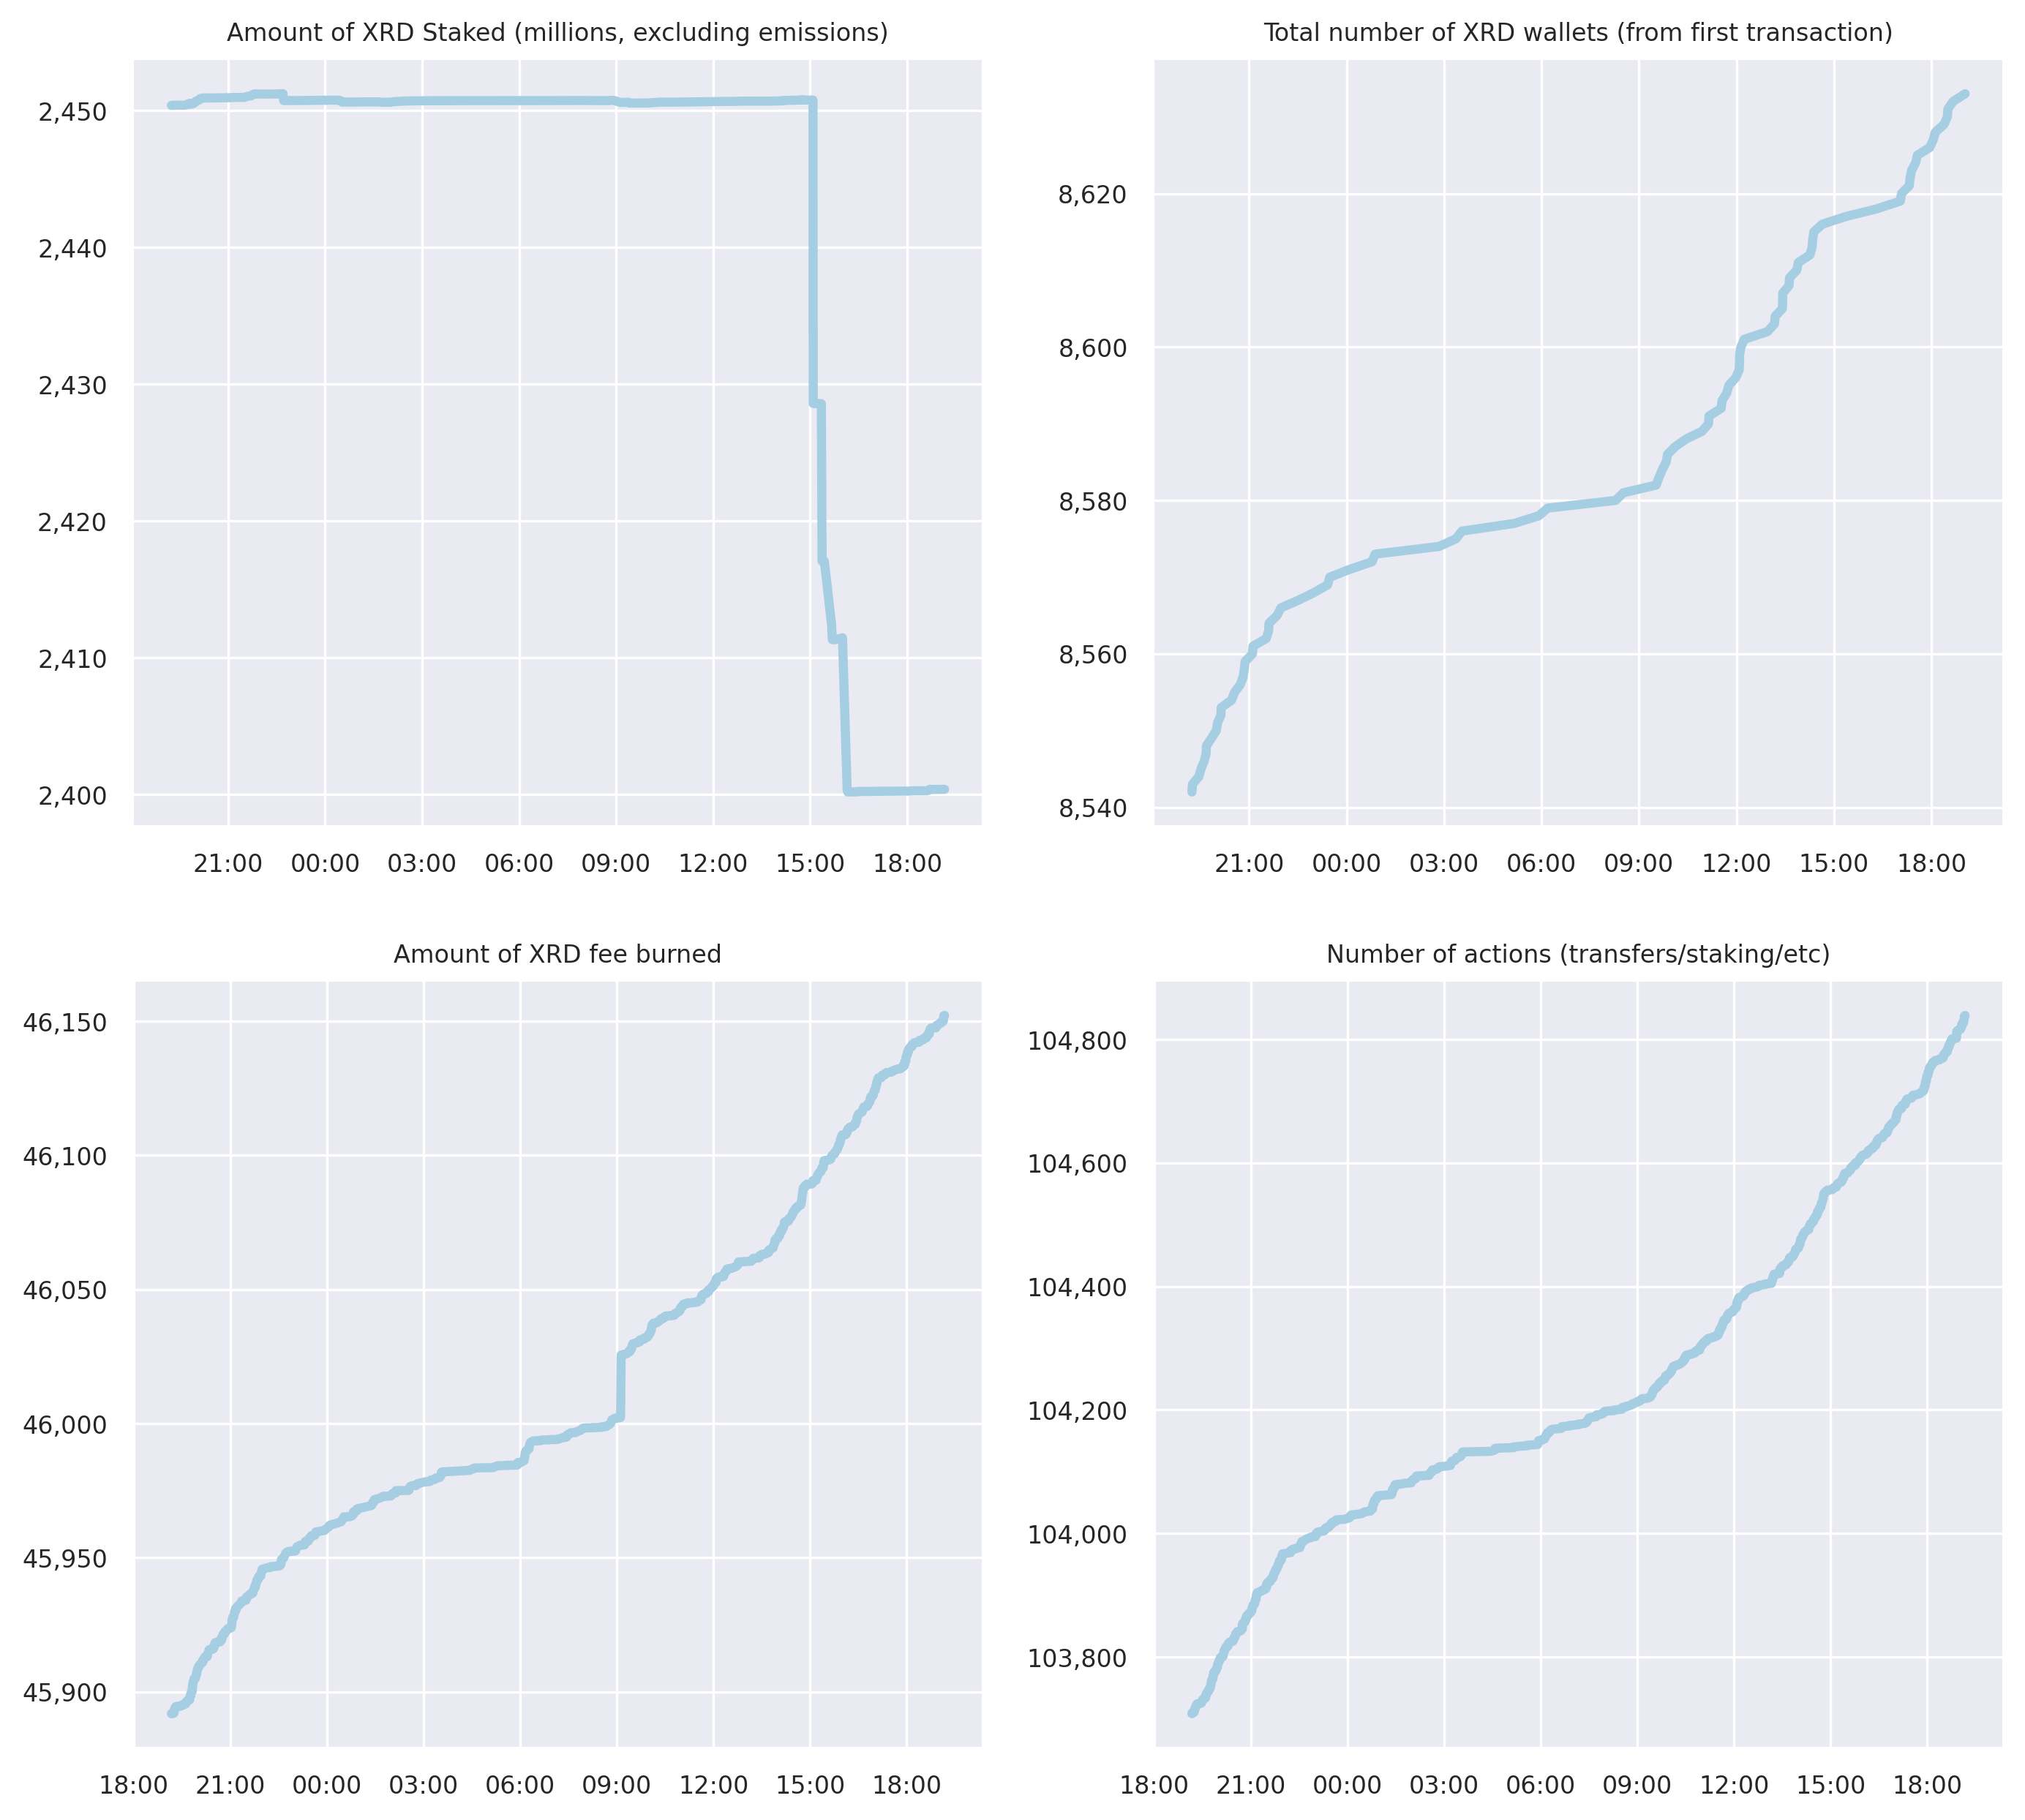 Amount of XRD Staked (millions, excluding emissions)
2,450
2,440
2,430
2,420
2,410
2,400
21:00 00:00 03:00 06:00 09:00 12:00 15:00 18:00
Total number of XRD wallets (from first transaction)
8,620
8,600
8,580
8,560
8,540
21:00 00:00 03:00 06:00 09:00 12:00 15:00 18:00
Amount of XRD fee burned
46,150
46,100
46,050
46,000
45,950
45,900
18:00 21:00 00:00 03:00 06:00 09:00 12:00 15:00 18:00
Number of actions (transfers/staking/etc)
104,800
104,600
104,400
104,200
104,000
103,800
18:00 21:00 00:00 03:00 06:00 09:00 12:00 15:00 18:00